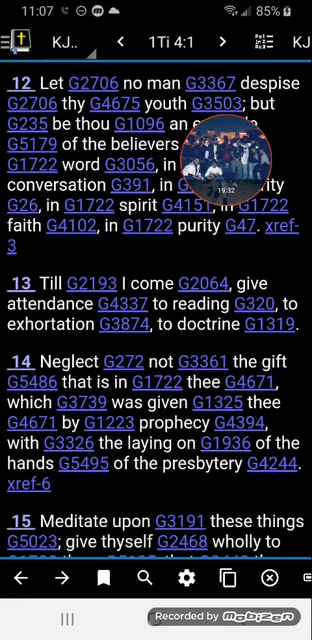 11:07 85%
KJ.. 1Ti 4:1 KJ
12 Let G2706 no man G3367 despise
G2706 thy G4675 youth G3503; but
G235 be thou G1096 an
G5179 of the believers
G1722 word G3056, in
conversation G391, in
G26, in G1722 spirit G4151, in G1722
faith G4102, in G1722 purity G47. xref-
3
19:32
13 Till G2193 I come G2064, give
attendance G4337 to reading G320, to
exhortation G3874, to doctrine G1319.
14 Neglect G272 not G3361 the gift
G5486 that is in G1722 thee G4671,
which G3739 was given G1325 thee
G4671 by G1223 prophecy G4394,
with G3326 the laying on G1936 of the
hands G5495 of the presbytery G4244.
xref-6
15 Meditate upon G3191 these things
G5023; give thyself G2468 wholly to
Recorded by mobizen